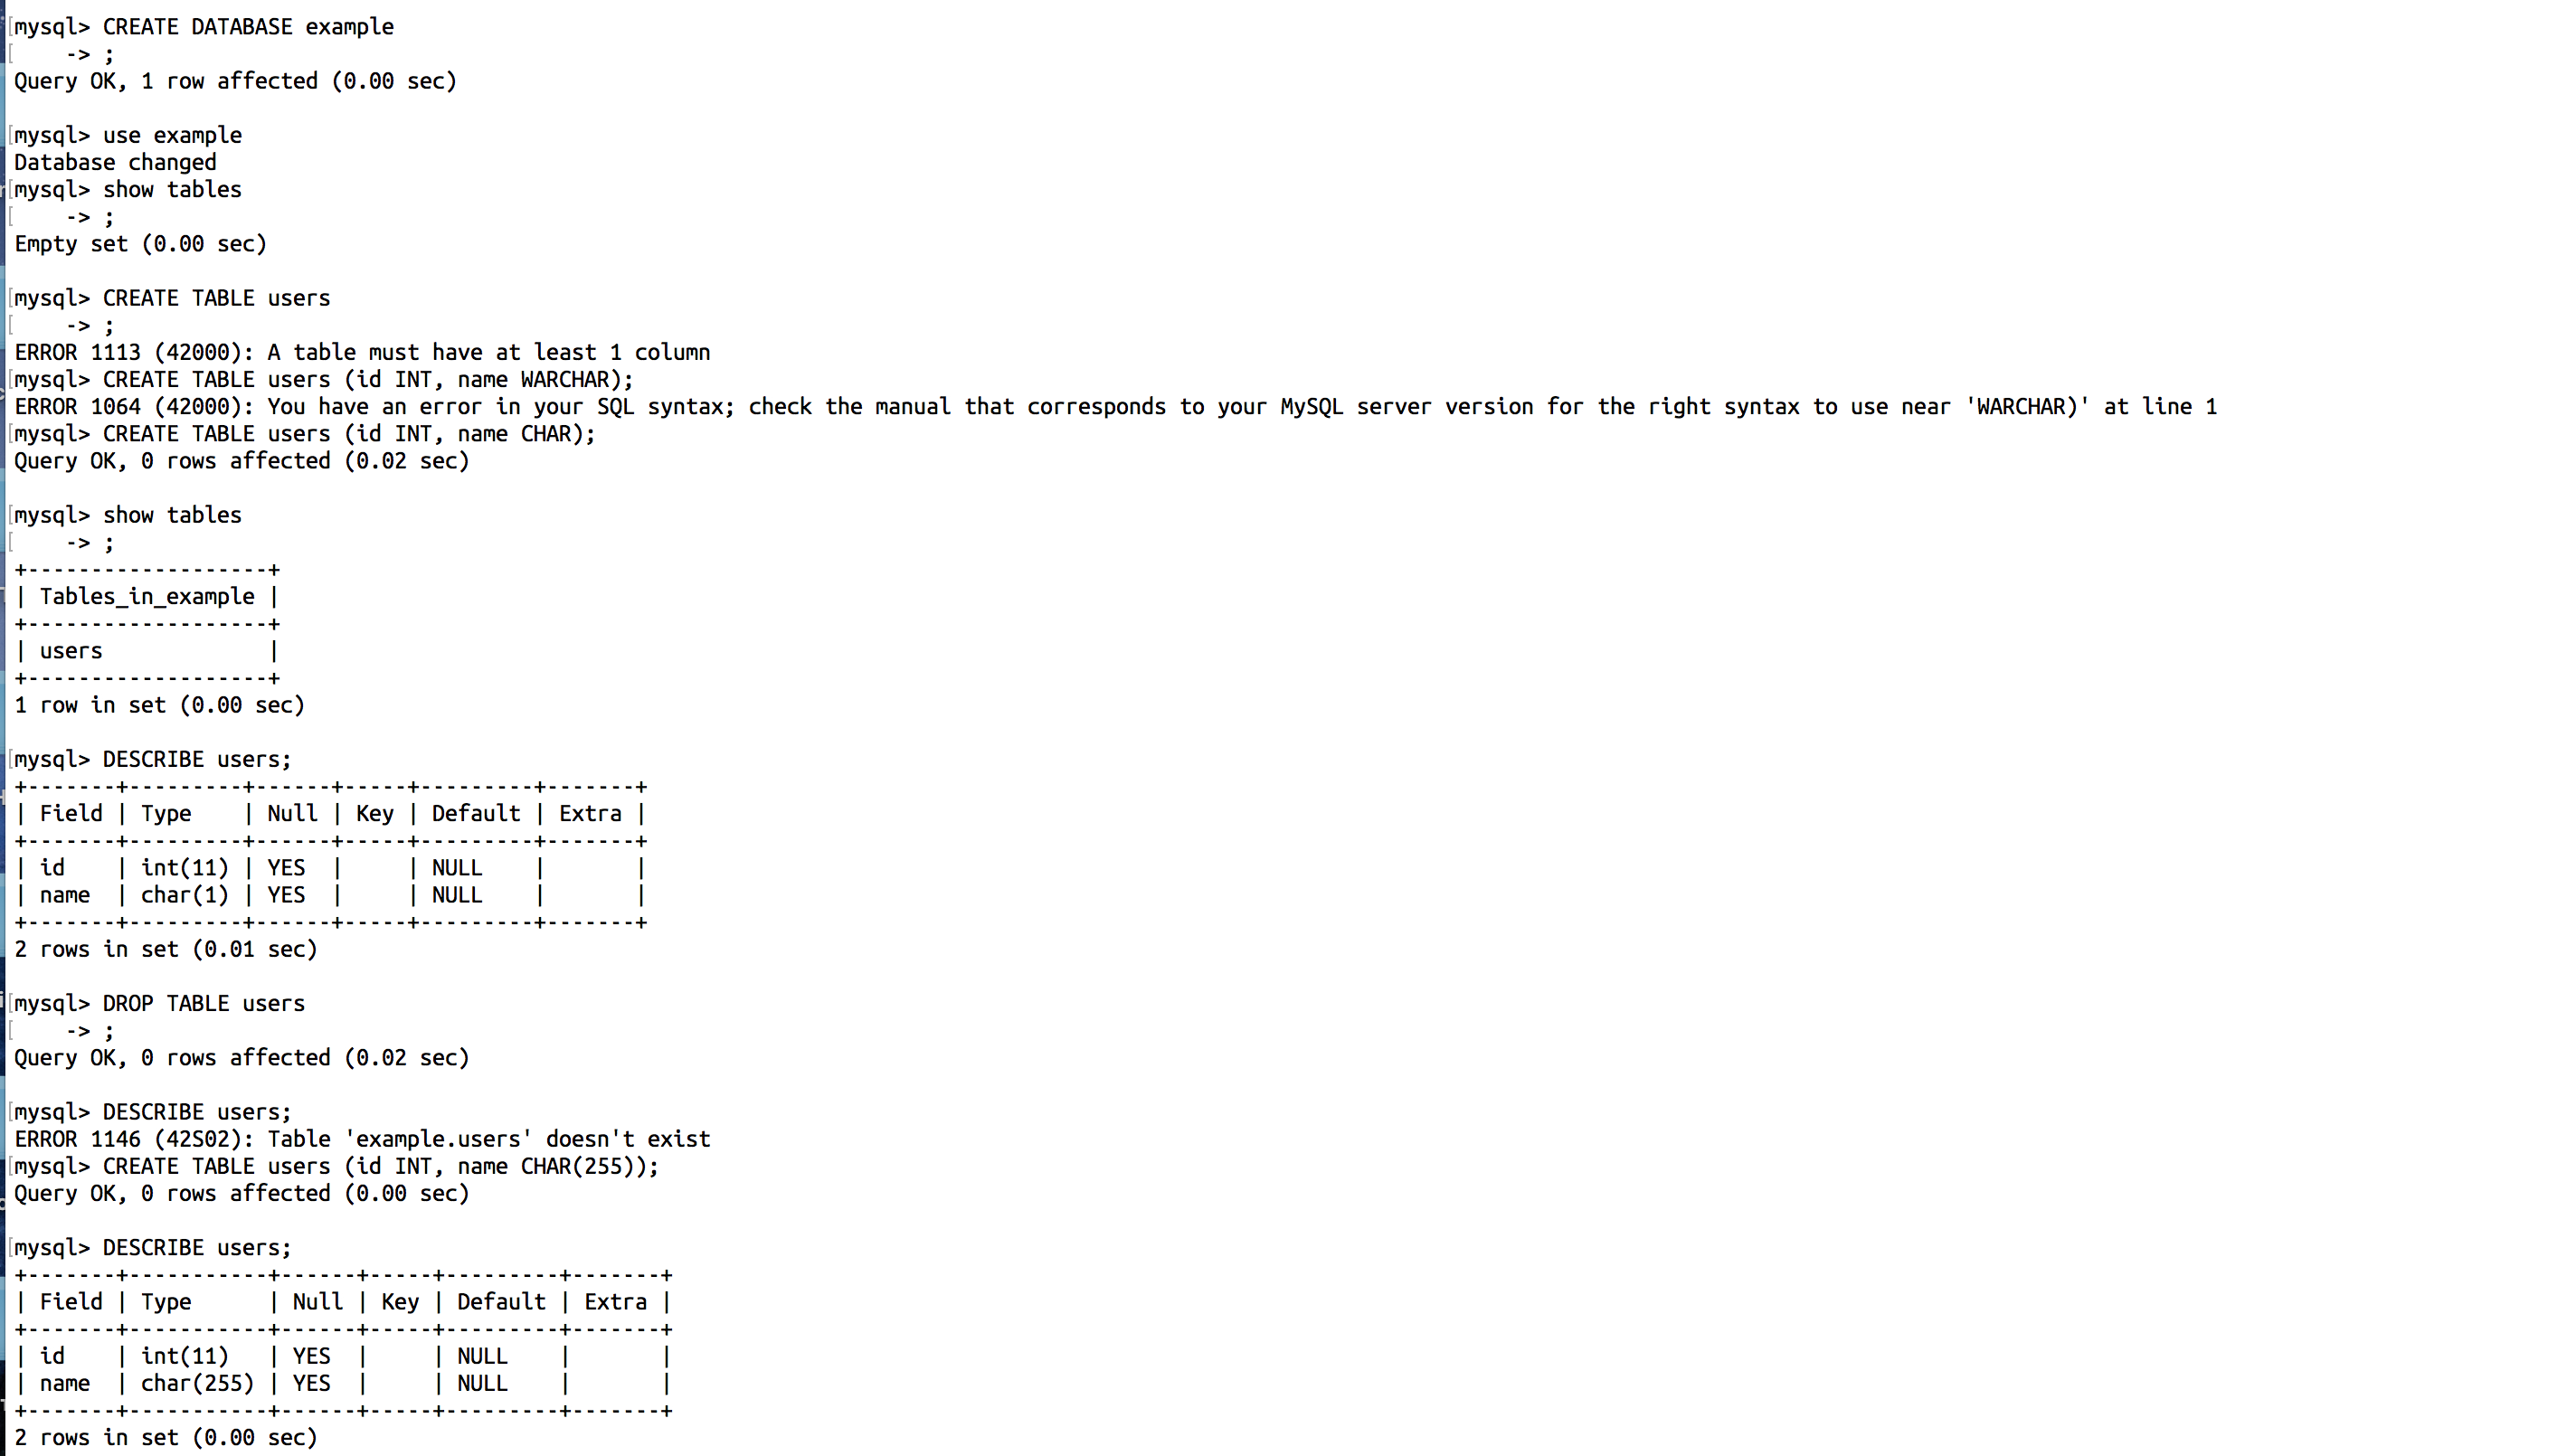 mysql> CREATE DATABASE example
    -> ;
Query OK, 1 row affected (0.00 sec)

mysql> use example
Database changed
mysql> show tables
    -> ;
Empty set (0.00 sec)

mysql> CREATE TABLE users
    -> ;
ERROR 1113 (42000): A table must have at least 1 column
mysql> CREATE TABLE users (id INT, name WARCHAR);
ERROR 1064 (42000): You have an error in your SQL syntax; check the manual that corresponds to your MySQL server version for the right syntax to use near 'WARCHAR)' at line 1
mysql> CREATE TABLE users (id INT, name CHAR);
Query OK, 0 rows affected (0.02 sec)

mysql> show tables
    -> ;
+-------------------+
| Tables_in_example |
+-------------------+
| users             |
+-------------------+
1 row in set (0.00 sec)

mysql> DESCRIBE users;
+-------+---------+------+-----+---------+-------+
| Field | Type    | Null | Key | Default | Extra |
+-------+---------+------+-----+---------+-------+
| id    | int(11) | YES  |     | NULL    |       |
| name  | char(1) | YES  |     | NULL    |       |
+-------+---------+------+-----+---------+-------+
2 rows in set (0.01 sec)

mysql> DROP TABLE users
    -> ;
Query OK, 0 rows affected (0.02 sec)

mysql> DESCRIBE users;
ERROR 1146 (42S02): Table 'example.users' doesn't exist
mysql> CREATE TABLE users (id INT, name CHAR(255));
Query OK, 0 rows affected (0.00 sec)

mysql> DESCRIBE users;
+-------+-----------+------+-----+---------+-------+
| Field | Type      | Null | Key | Default | Extra |
+-------+-----------+------+-----+---------+-------+
| id    | int(11)   | YES  |     | NULL    |       |
| name  | char(255) | YES  |     | NULL    |       |
+-------+-----------+------+-----+---------+-------+
2 rows in set (0.00 sec)